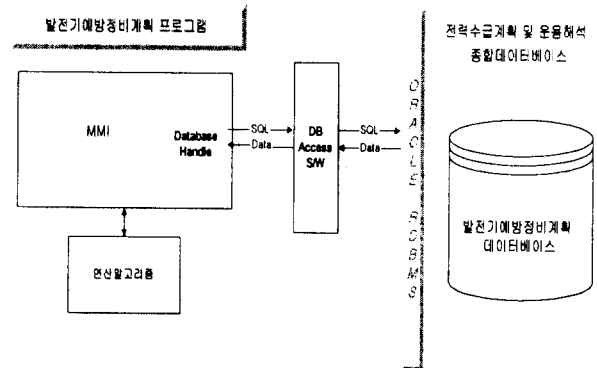 발전기예방정비계획 프로그램
전력수급계획 및 운용해석
종합데이터베이스
MMI
Database
Handle
SQL
Data
DB
Access
S/W
SQL
Data
ORACLE RDBMS
발전기예방정비계획
데이터베이스
연산알고리즘